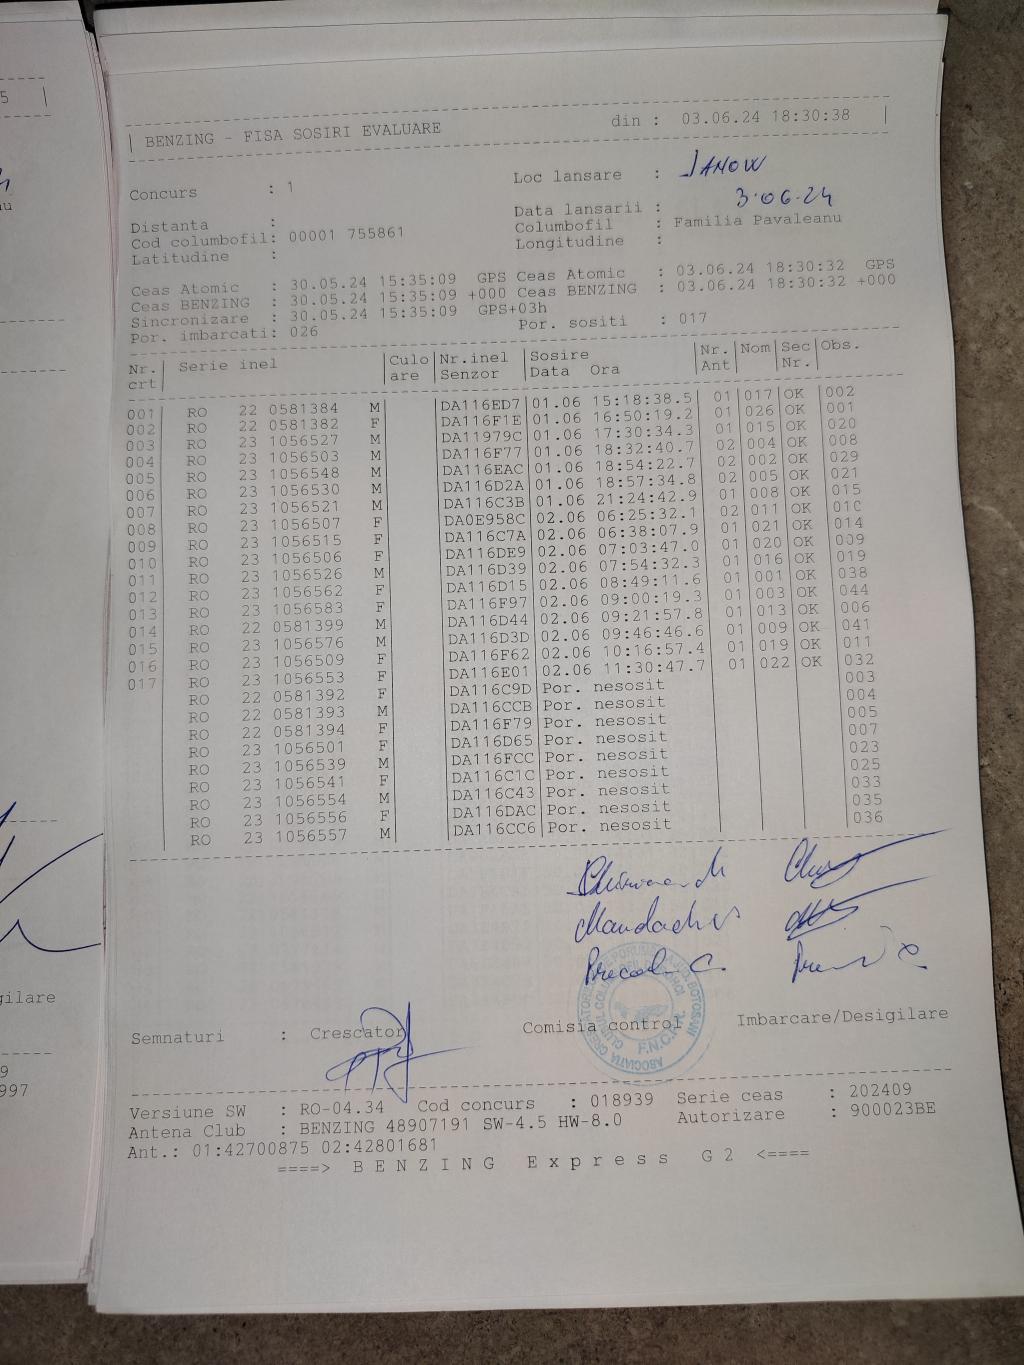 5 |
BENZING - FISA SOSIRI EVALUARE din : 03.06.24 18:30:38
Concurs : 1 Loc lansare : JANOW
Data lansarii : 3.06.24
Distanta : Columbofil : Familia Pavaleanu
Cod columbofil: 00001 755861 Longitudine :
Latitudine :
Ceas Atomic : 30.05.24 15:35:09 GPS Ceas Atomic : 03.06.24 18:30:32 GPS
Ceas BENZING : 30.05.24 15:35:09 +000 Ceas BENZING : 03.06.24 18:30:32 +000
Sincronizare : 30.05.24 15:35:09 GPS+03h
Por. imbarcati: 026 Por. sositi : 017
Nr. crt | Serie inel | Culo are | Nr.inel Senzor | Sosire Data Ora | Nr. Ant | Nom | Sec Nr. | Obs.
001 RO 22 0581384 M DA116ED7 01.06 15:18:38.5 01 017 OK 002
002 RO 22 0581382 F DA116F1E 01.06 16:50:19.2 01 026 OK 001
003 RO 23 1056527 M DA11979C 01.06 17:30:34.3 01 015 OK 020
004 RO 23 1056503 M DA116F77 01.06 18:32:40.7 02 004 OK 008
005 RO 23 1056548 M DA116EAC 01.06 18:54:22.7 02 002 OK 029
006 RO 23 1056530 M DA116D2A 01.06 18:57:34.8 02 005 OK 021
007 RO 23 1056521 M DA116C3B 01.06 21:24:42.9 01 008 OK 015
008 RO 23 1056507 F DA0E958C 02.06 06:25:32.1 02 011 OK 010
009 RO 23 1056515 F DA116C7A 02.06 06:38:07.9 01 021 OK 014
010 RO 23 1056506 F DA116DE9 02.06 07:03:47.0 01 020 OK 009
011 RO 23 1056526 M DA116D39 02.06 07:54:32.3 01 016 OK 019
012 RO 23 1056562 F DA116D15 02.06 08:49:11.6 01 001 OK 038
013 RO 23 1056583 F DA116F97 02.06 09:00:19.3 01 003 OK 044
014 RO 22 0581399 M DA116D44 02.06 09:21:57.8 01 013 OK 006
015 RO 23 1056576 M DA116D3D 02.06 09:46:46.6 01 009 OK 041
016 RO 23 1056509 F DA116F62 02.06 10:16:57.4 01 019 OK 011
017 RO 23 1056553 F DA116E01 02.06 11:30:47.7 01 022 OK 032
RO 22 0581392 F DA116C9D Por. nesosit 003
RO 22 0581393 M DA116CCB Por. nesosit 004
RO 22 0581394 F DA116F79 Por. nesosit 005
RO 23 1056501 F DA116D65 Por. nesosit 007
RO 23 1056539 M DA116FCC Por. nesosit 023
RO 23 1056541 F DA116C1C Por. nesosit 025
RO 23 1056554 M DA116C43 Por. nesosit 033
RO 23 1056556 F DA116DAC Por. nesosit 035
RO 23 1056557 M DA116CC6 Por. nesosit 036
Semnaturi : Crescator Comisia control Imbarcare/Desigilare
Versiune SW : RO-04.34 Cod concurs : 018939 Serie ceas : 202409
Antena Club : BENZING 48907191 SW-4.5 HW-8.0 Autorizare : 900023BE
Ant.: 01:42700875 02:42801681
====> B E N Z I N G E x p r e s s G 2 <====